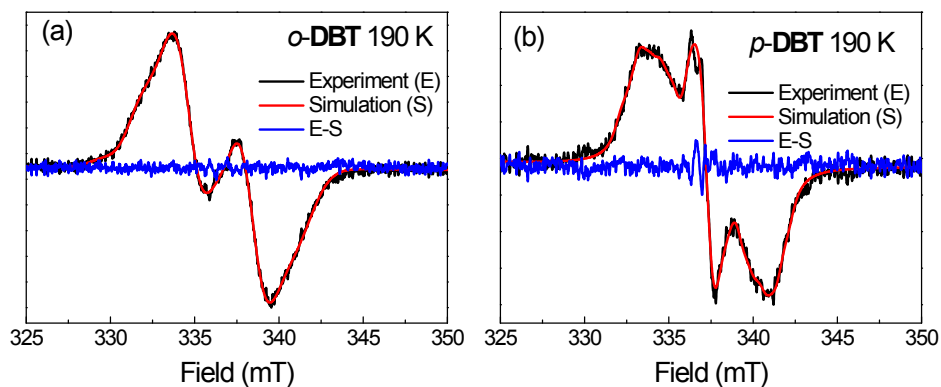 (a)
o-DBT 190 K
Experiment (E)
Simulation (S)
E-S
325 330 335 340 345 350
Field (mT)
(b)
p-DBT 190 K
Experiment (E)
Simulation (S)
E-S
325 330 335 340 345 350
Field (mT)